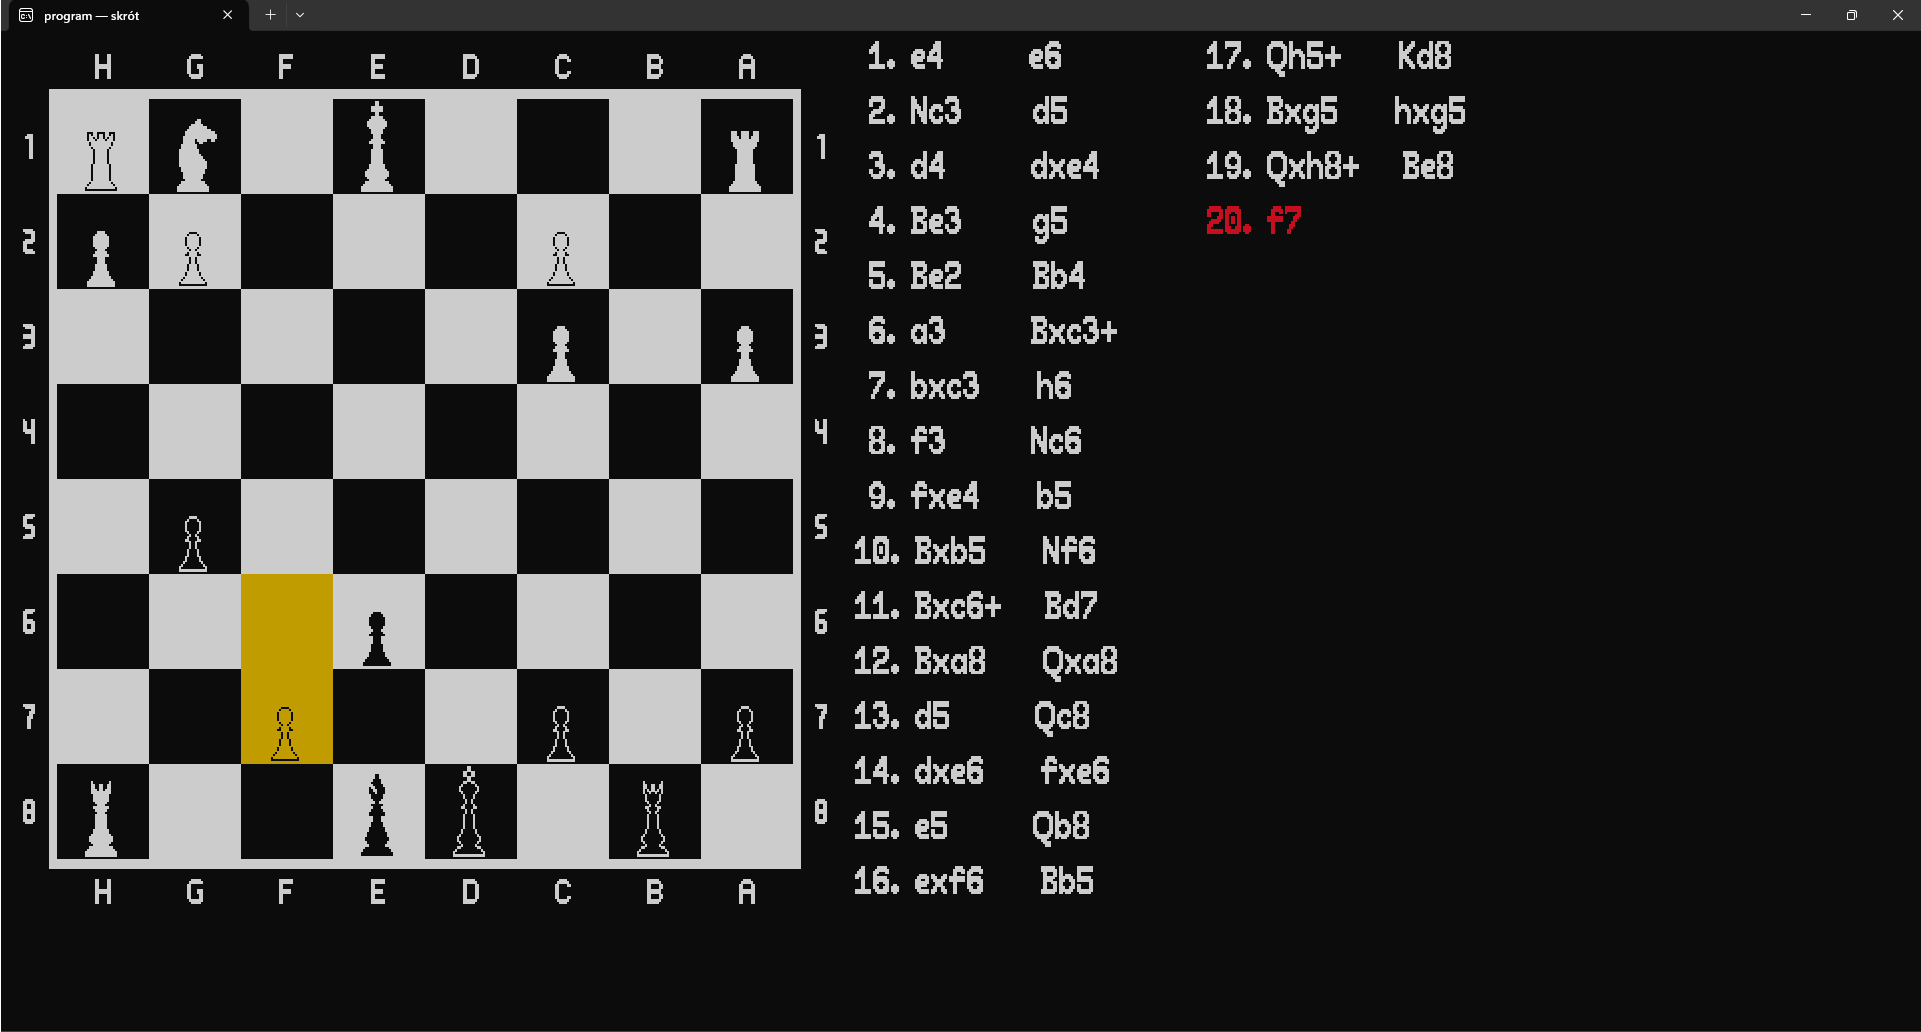 program — skrót
H G F E D C B A
1 1
2 2
3 3
4 4
5 5
6 6
7 7
8 8
H G F E D C B A
1. e4 e6
2. Nc3 d5
3. d4 dxe4
4. Be3 g5
5. Be2 Bb4
6. a3 Bxc3+
7. bxc3 h6
8. f3 Nc6
9. fxe4 b5
10. Bxb5 Nf6
11. Bxc6+ Bd7
12. Bxa8 Qxa8
13. d5 Qc8
14. dxe6 fxe6
15. e5 Qb8
16. exf6 Bb5
17. Qh5+ Kd8
18. Bxg5 hxg5
19. Qxh8+ Be8
20. f7